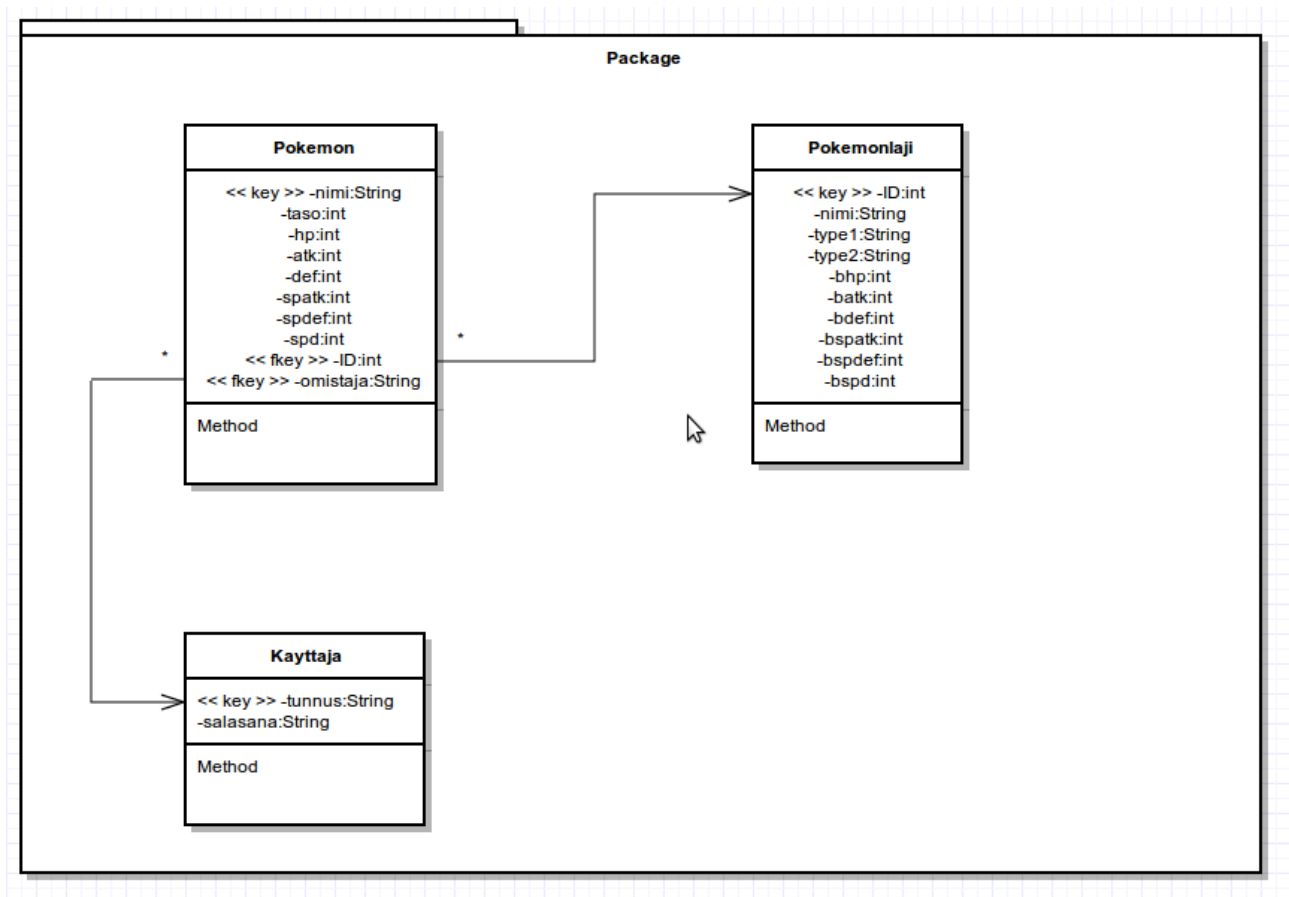 Package
Pokemon
<< key >> -nimi:String
-taso:int
-hp:int
-atk:int
-def:int
-spatk:int
-spdef:int
-spd:int
<< fkey >> -ID:int
<< fkey >> -omistaja:String
Method
*
*
Pokemonlaji
<< key >> -ID:int
-nimi:String
-type1:String
-type2:String
-bhp:int
-batk:int
-bdef:int
-bspatk:int
-bspdef:int
-bspd:int
Method
Kayttaja
<< key >> -tunnus:String
-salasana:String
Method